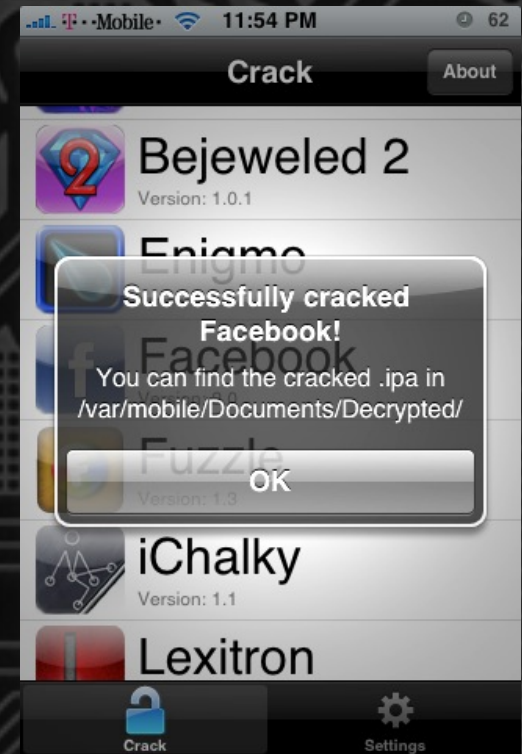 T··Mobile· 11:54 PM 62
Crack About
Bejeweled 2
Version: 1.0.1
Enigmo
Successfully cracked
Facebook!
Facebook
You can find the cracked .ipa in
/var/mobile/Documents/Decrypted/
Fuzzle
Version: 1.3
OK
iChalky
Version: 1.1
Lexitron
Crack Settings